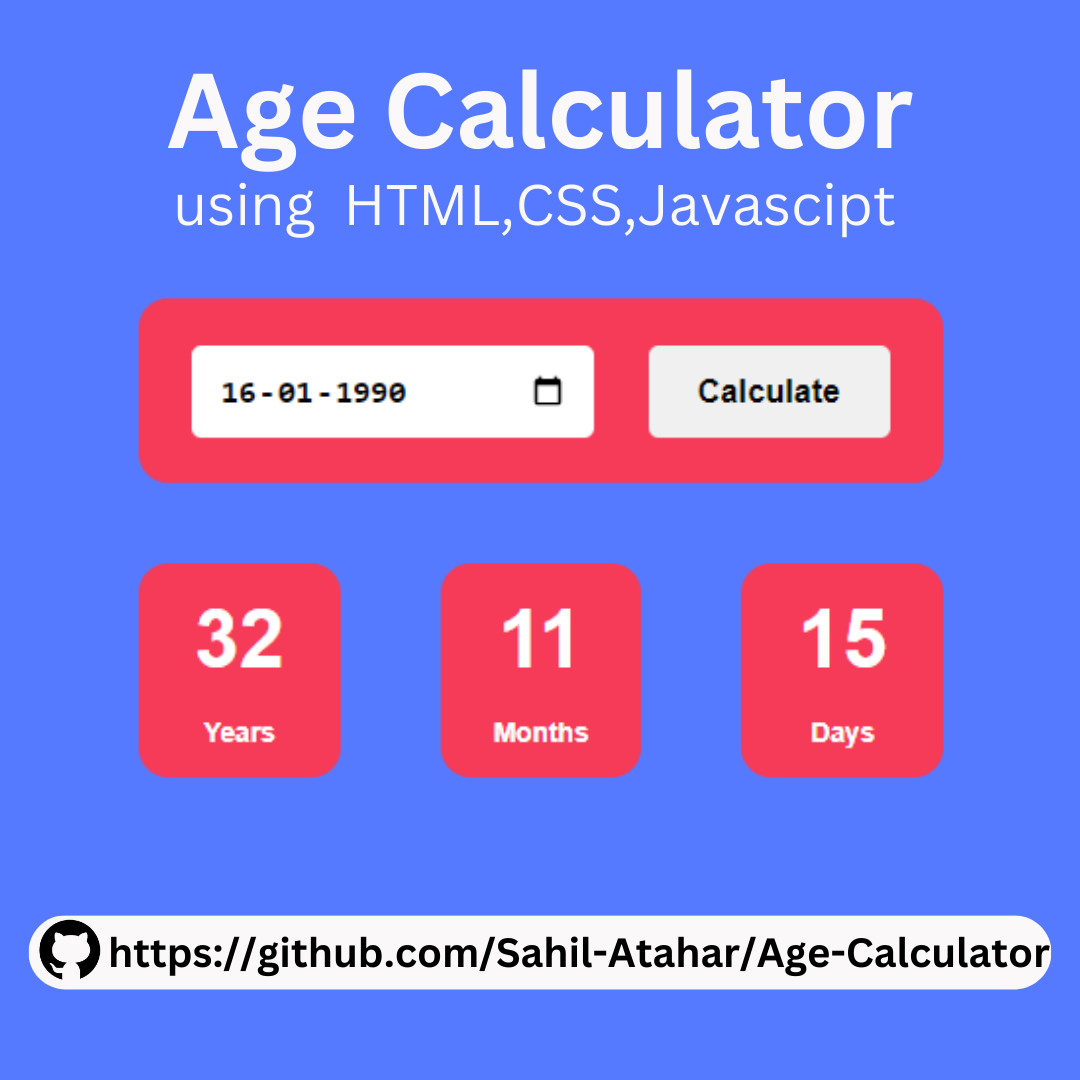 Age Calculator
using HTML,CSS,Javascipt
16-01-1990 Calculate
32 11 15
Years Months Days
https://github.com/Sahil-Atahar/Age-Calculator